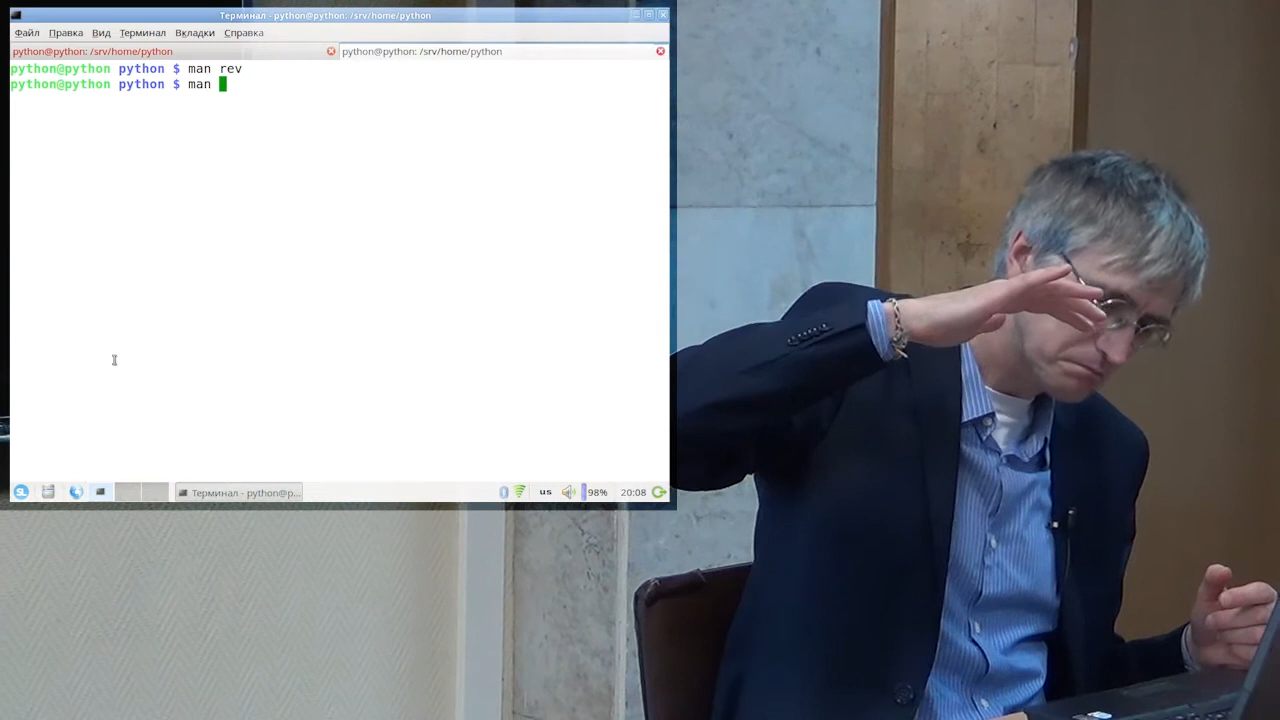 Терминал - python@python: /srv/home/python
Файл Правка Вид Терминал Вкладки Справка
python@python: /srv/home/python python@python: /srv/home/python
python@python python $ man rev
python@python python $ man
Терминал - python@p... us 98% 20:08